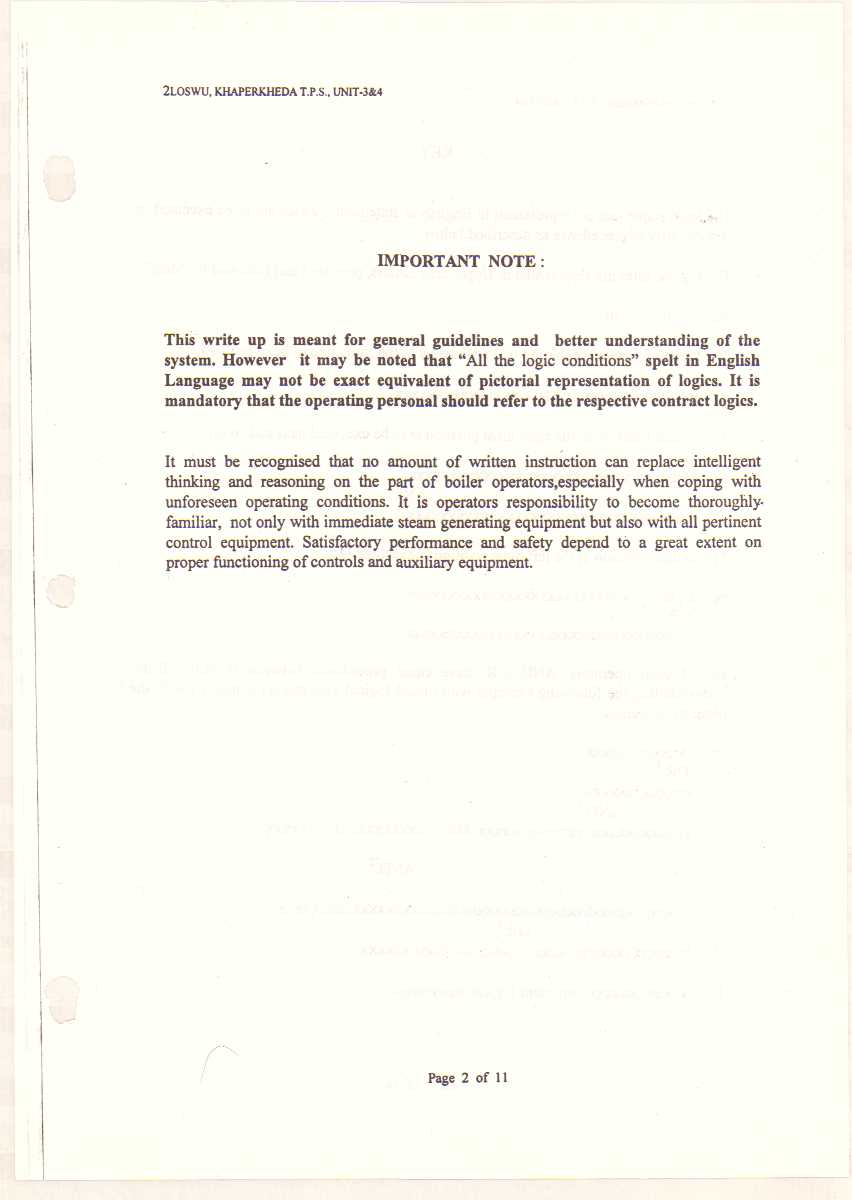 2LOSWU, KHAPERKHEDA T.P.S., UNIT-3&4
IMPORTANT NOTE :
This write up is meant for general guidelines and better understanding of the
system. However it may be noted that “All the logic conditions” spelt in English
Language may not be exact equivalent of pictorial representation of logics. It is
mandatory that the operating personal should refer to the respective contract logics.
It must be recognised that no amount of written instruction can replace intelligent
thinking and reasoning on the part of boiler operators,especially when coping with
unforeseen operating conditions. It is operators responsibility to become thoroughly
familiar, not only with immediate steam generating equipment but also with all pertinent
control equipment. Satisfactory performance and safety depend to a great extent on
proper functioning of controls and auxiliary equipment.
Page 2 of 11